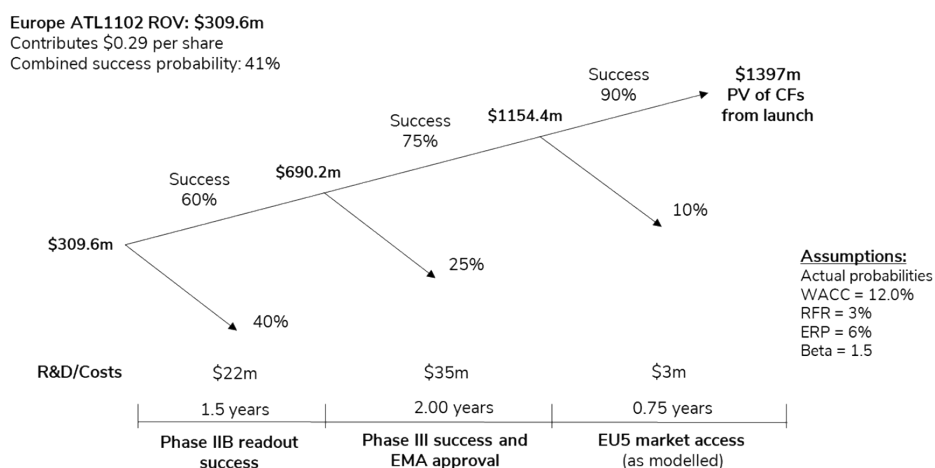 Europe ATL1102 ROV: $309.6m
Contributes $0.29 per share
Combined success probability: 41%
Success
90%
$1397m
PV of CFs
from launch
$1154.4m
Success
75%
$690.2m
Success
60%
10%
$309.6m
25%
40%
Assumptions:
Actual probabilities
WACC = 12.0%
RFR = 3%
ERP = 6%
Beta = 1.5
R&D/Costs $22m $35m $3m
1.5 years 2.00 years 0.75 years
Phase IIB readout
success
Phase III success and
EMA approval
EU5 market access
(as modelled)